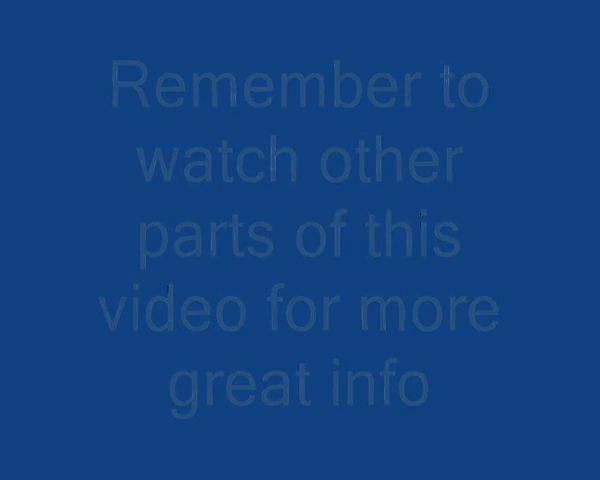 Remember to
watch other
parts of this
video for more
great info